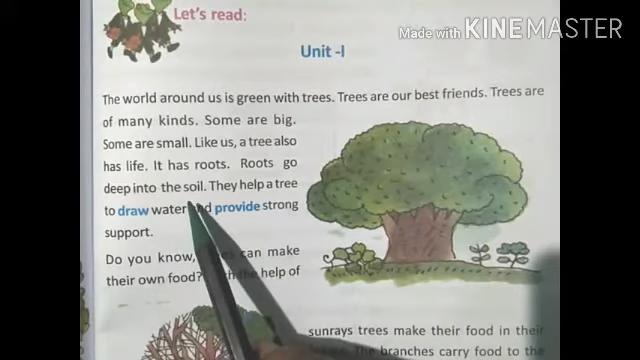 Made with KINEMASTER
Let's read:
Unit -I
The world around us is green with trees. Trees are our best friends. Trees are
of many kinds. Some are big.
Some are small. Like us, a tree also
has life. It has roots. Roots go
deep into the soil. They help a tree
to draw water and provide strong
support.
Do you know, can make
their own food? the help of
sunrays trees make their food in their
The branches carry food to the